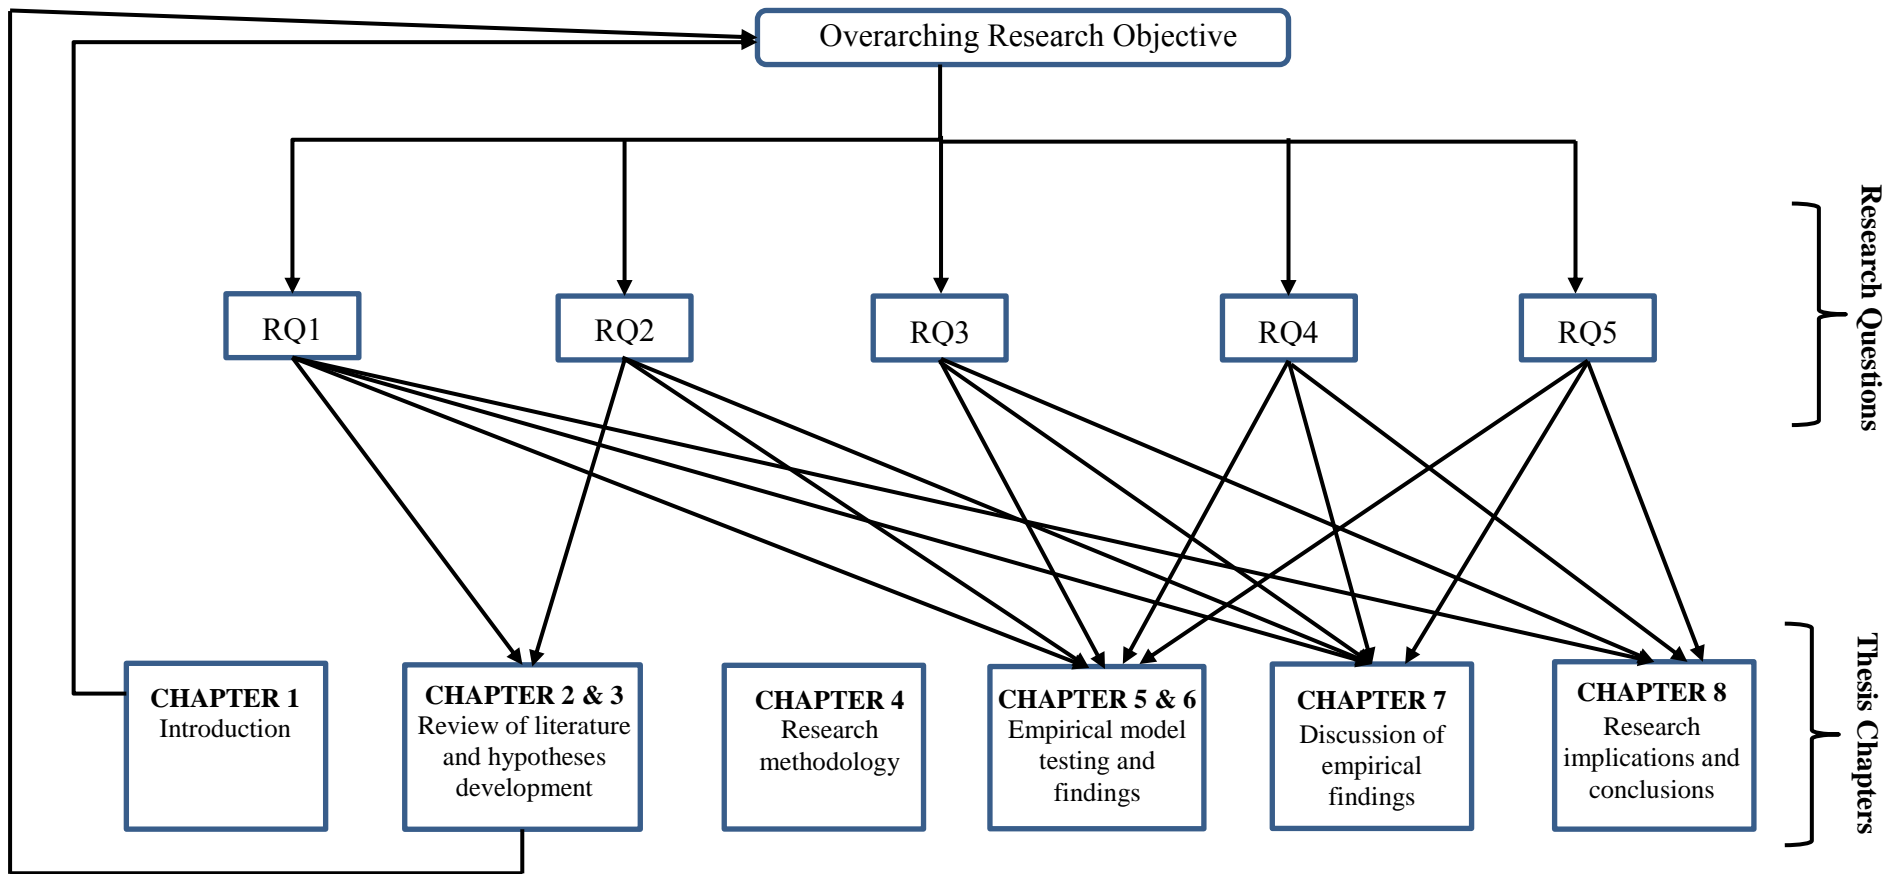 Overarching Research Objective
RQ1
RQ2
RQ3
RQ4
RQ5
Research Questions
CHAPTER 1
Introduction
CHAPTER 2 & 3
Review of literature
and hypotheses
development
CHAPTER 4
Research
methodology
CHAPTER 5 & 6
Empirical model
testing and
findings
CHAPTER 7
Discussion of
empirical
findings
CHAPTER 8
Research
implications and
conclusions
Thesis Chapters